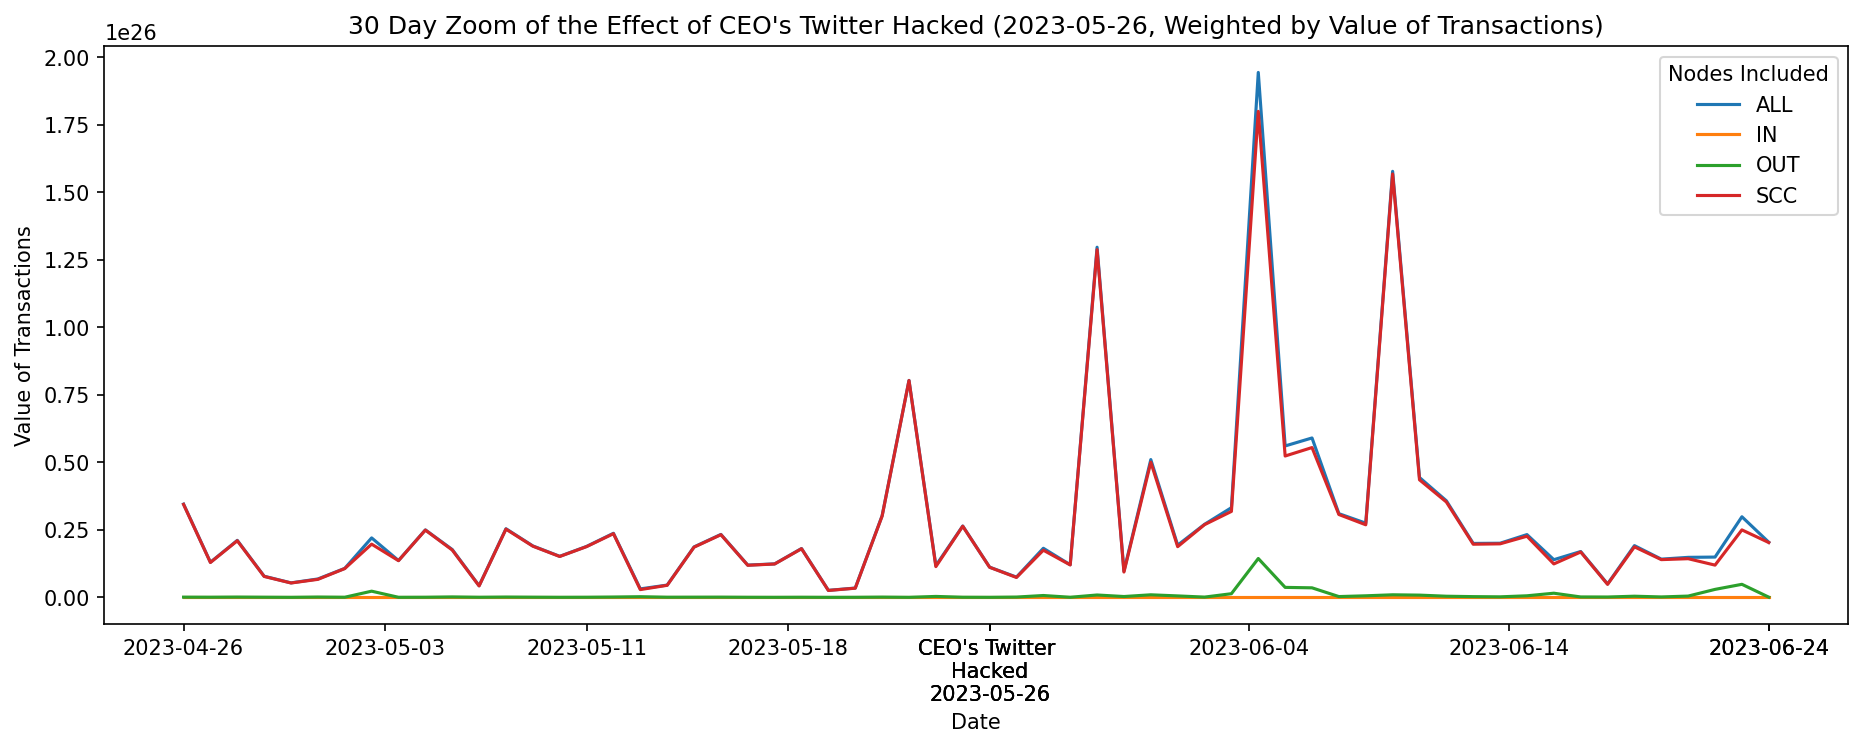 30 Day Zoom of the Effect of CEO's Twitter Hacked (2023-05-26, Weighted by Value of Transactions)
1e26
2.00
1.75
1.50
1.25
1.00
0.75
0.50
0.25
0.00
Value of Transactions
Nodes Included
ALL
IN
OUT
SCC
2023-04-26
2023-05-03
2023-05-11
2023-05-18
CEO's Twitter
Hacked
2023-05-26
2023-06-04
2023-06-14
2023-06-24
Date